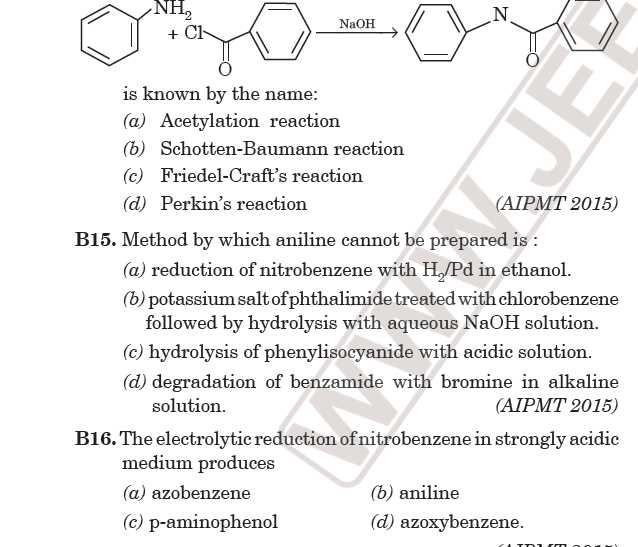 NH₂
+ Cl
NaOH
N
O
O
is known by the name:
(a) Acetylation reaction
(b) Schotten-Baumann reaction
(c) Friedel-Craft's reaction
(d) Perkin's reaction (AIPMT 2015)
B15. Method by which aniline cannot be prepared is :
(a) reduction of nitrobenzene with H₂/Pd in ethanol.
(b) potassium salt of phthalimide treated with chlorobenzene
followed by hydrolysis with aqueous NaOH solution.
(c) hydrolysis of phenylisocyanide with acidic solution.
(d) degradation of benzamide with bromine in alkaline
solution. (AIPMT 2015)
B16. The electrolytic reduction of nitrobenzene in strongly acidic
medium produces
(a) azobenzene (b) aniline
(c) p-aminophenol (d) azoxybenzene.
WWW.JEE